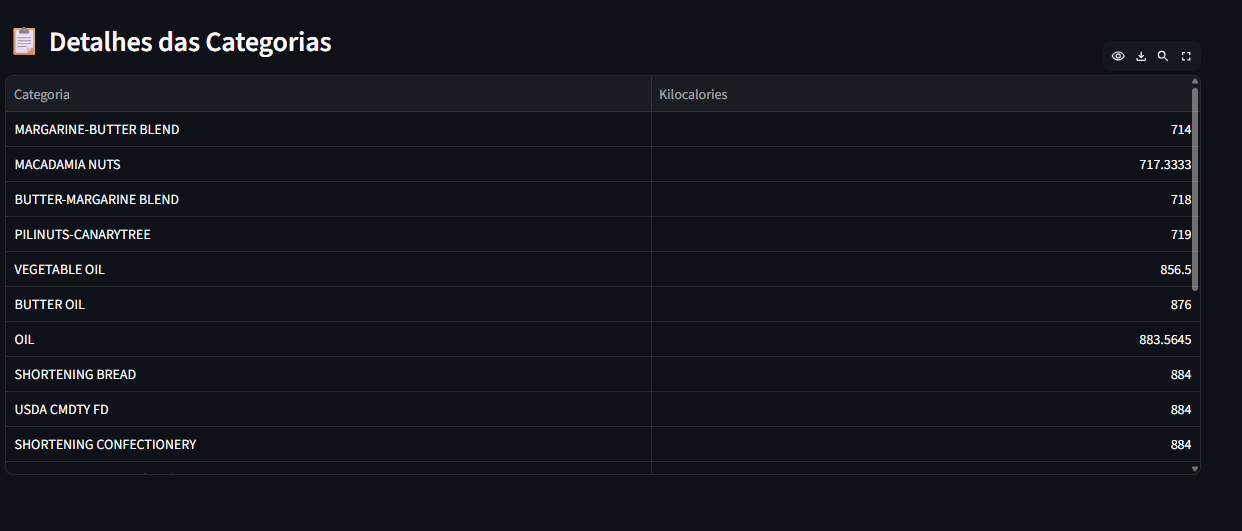 Detalhes das Categorias
Categoria Kilocalories
MARGARINE-BUTTER BLEND 714
MACADAMIA NUTS 717.3333
BUTTER-MARGARINE BLEND 718
PILINUTS-CANARYTREE 719
VEGETABLE OIL 856.5
BUTTER OIL 876
OIL 883.5645
SHORTENING BREAD 884
USDA CMDTY FD 884
SHORTENING CONFECTIONERY 884